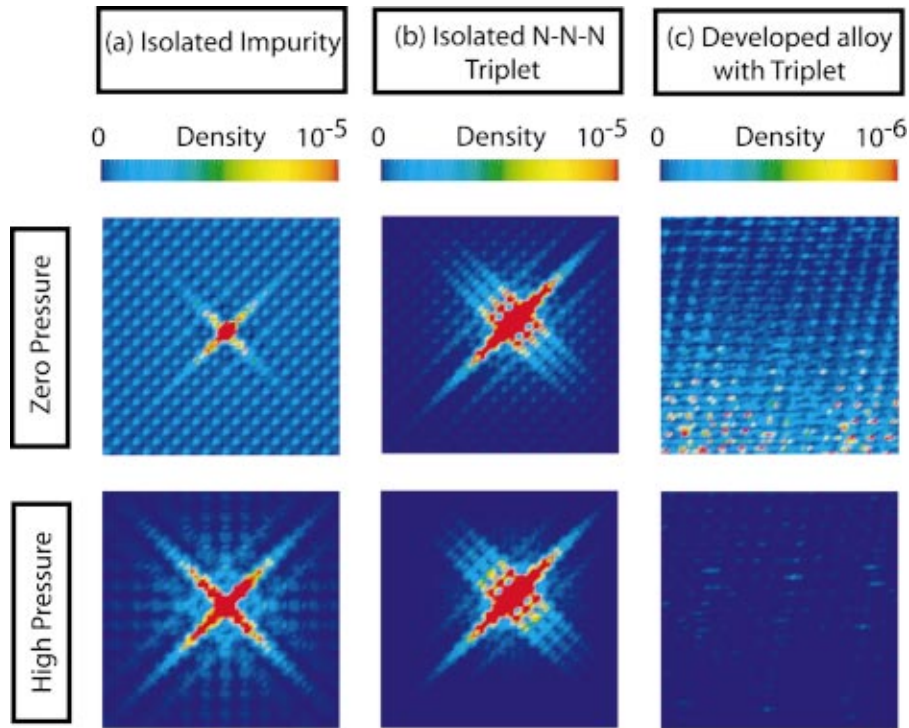 (a) Isolated Impurity
(b) Isolated N-N-N
Triplet
(c) Developed alloy
with Triplet
0 Density 10-5
0 Density 10-5
0 Density 10-6
Zero Pressure
High Pressure